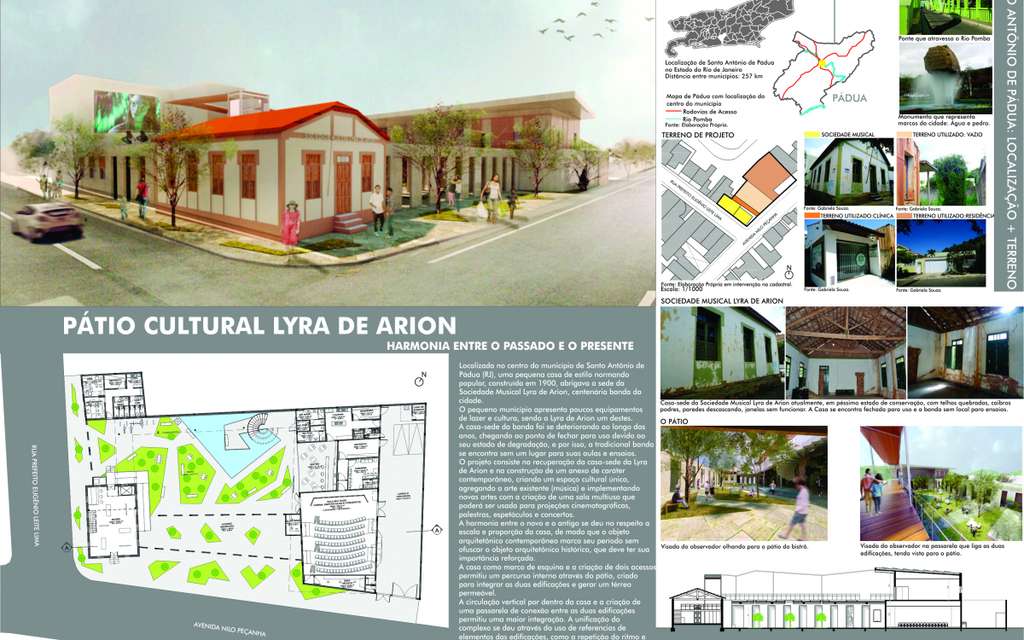 PÁTIO CULTURAL LYRA DE ARION
HARMONIA ENTRE O PASSADO E O PRESENTE
Localizada no centro do município de Santo Antônio de
Pádua (RJ), uma pequena casa de estilo normando
popular, construída em 1900, abrigava a sede da
Sociedade Musical Lyra de Arion, centenária banda da
cidade.
O pequeno município apresenta poucos equipamentos
de lazer e cultura, sendo a Lyra de Arion um destes.
A casa-sede da banda foi se deteriorando ao longo dos
anos, chegando ao ponto de fechar para uso devido ao
seu estado de degradação, e por isso, a tradicional banda
se encontra sem um lugar para suas aulas e ensaios.
O projeto consiste na recuperação da casa-sede da Lyra
de Arion e na construção de um anexo de caráter
contemporâneo, criando um espaço cultural único,
agregando a arte existente (música) e implementando
novas artes com a criação de uma sala multiuso que
poderá ser usada para projeções cinematográficas,
palestras, espetáculos e concertos.
A harmonia entre o novo e o antigo se deu no respeito a
escala e proporção da casa, de modo que o objeto
arquitetônico contemporâneo marca seu período sem
ofuscar o objeto arquitetônico histórico, que deve ter sua
importância reforçada.
A casa como marco de esquina e a criação de dois acessos
permitiu um percurso interno através do pátio, criado
para integrar as duas edificações e gerar um térreo
permeável.
A circulação vertical por dentro da casa e a criação de
uma passarela de conexão entre as duas edificações
permitiu uma maior integração. A unificação do
complexo se deu através do uso de referencias de
elementos das edificações, como a repetição do ritmo e
RUA PREFEITO EUGÊNIO LEITE LIMA
AVENIDA NILO PEÇANHA
N
A
A
Localização de Santo Antônio de Pádua
no Estado do Rio de Janeiro
Distância entre municípios: 257 km
Mapa de Pádua com localização do
centro do município
Rodovias de Acesso
Rio Pomba
Fonte: Elaboração Própria.
PÁDUA
Ponte que atravessa o Rio Pomba
Monumento que representa
marcos da cidade: Água e pedra.
O ANTÔNIO DE PÁDUA: LOCALIZAÇÃO + TERRENO
TERRENO DE PROJETO
RUA PREFEITO EUGÊNIO LEITE LIMA
AVENIDA NILO PEÇANHA
N
Fonte: Elaboração Própria em intervenção no cadastral.
Escala: 1/1000
SOCIEDADE MUSICAL
Fonte: Gabriela Souza.
TERRENO UTILIZADO: VAZIO
Fonte: Gabriela Souza.
TERRENO UTILIZADO:CLÍNICA
Fonte: Gabriela Souza.
TERRENO UTILIZADO:RESIDÊNCIA
Fonte: Gabriela Souza.
SOCIEDADE MUSICAL LYRA DE ARION
Casa-sede da Sociedade Musical Lyra de Arion atualmente, em péssimo estado de conservação, com telhas quebradas, caibros
podres, paredes descascando, janelas sem funcionar. A Casa se encontra fechada para uso e a banda sem local para ensaios.
O PÁTIO
Visada do observador olhando para o pátio do bistrô.
Visada do observador na passarela que liga as duas
edificações, tendo vista para o pátio.